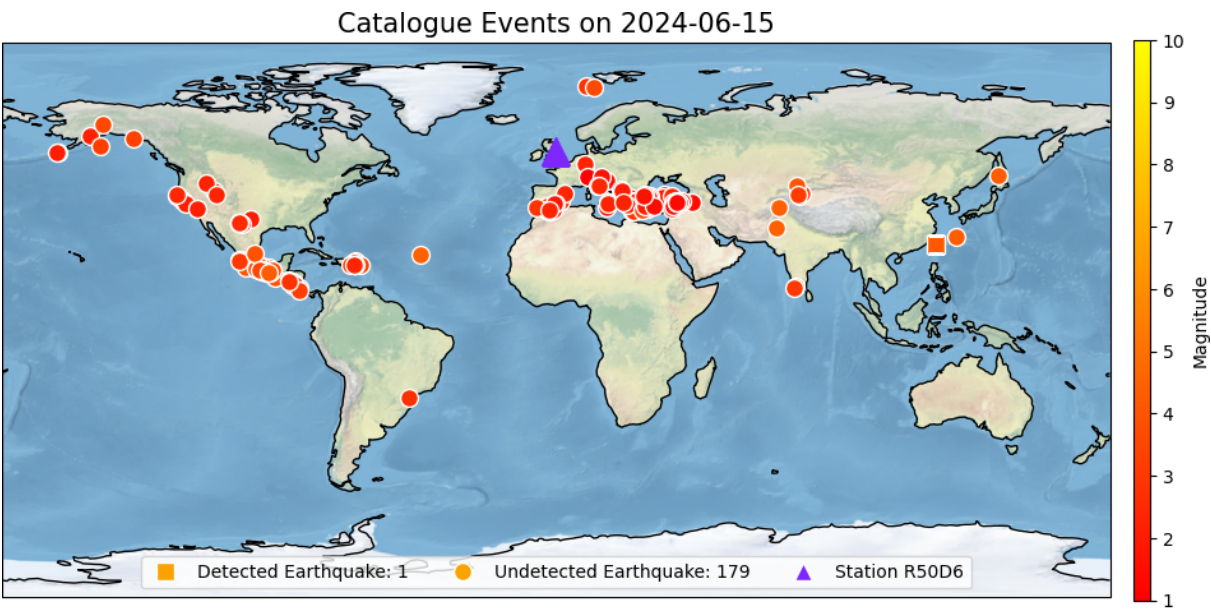 Catalogue Events on 2024-06-15
10
9
8
7
6
5
4
3
2
1
Magnitude
Detected Earthquake: 1
Undetected Earthquake: 179
Station R50D6